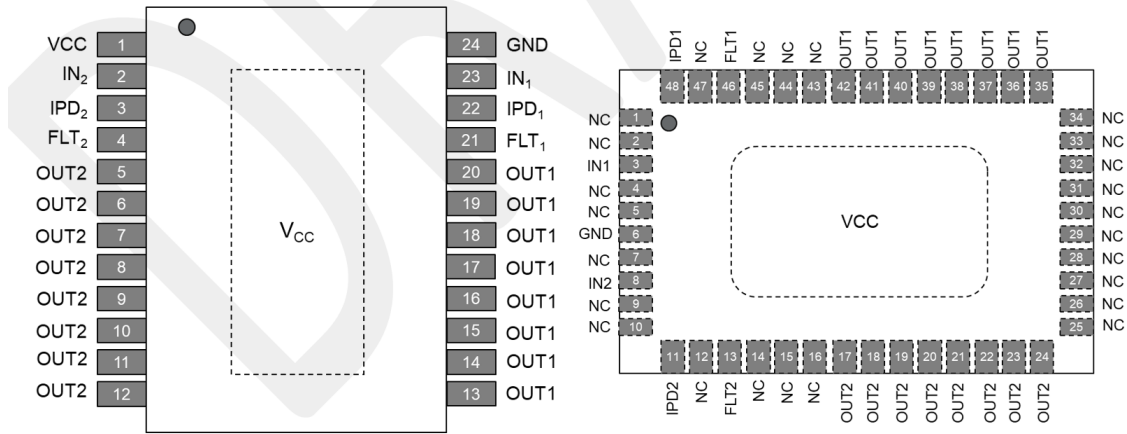 VCC 1
IN2 2
IPD2 3
FLT2 4
OUT2 5
OUT2 6
OUT2 7
OUT2 8
OUT2 9
OUT2 10
OUT2 11
OUT2 12
VCC
24 GND
23 IN1
22 IPD1
21 FLT1
20 OUT1
19 OUT1
18 OUT1
17 OUT1
16 OUT1
15 OUT1
14 OUT1
13 OUT1
IPD1 NC FLT1 NC NC NC OUT1 OUT1 OUT1 OUT1 OUT1 OUT1 OUT1 OUT1
48 47 46 45 44 43 42 41 40 39 38 37 36 35
NC 1
NC 2
IN1 3
NC 4
NC 5
GND 6
NC 7
IN2 8
NC 9
NC 10
VCC
34 NC
33 NC
32 NC
31 NC
30 NC
29 NC
28 NC
27 NC
26 NC
25 NC
11 12 13 14 15 16 17 18 19 20 21 22 23 24
IPD2 NC FLT2 NC NC NC OUT2 OUT2 OUT2 OUT2 OUT2 OUT2 OUT2 OUT2